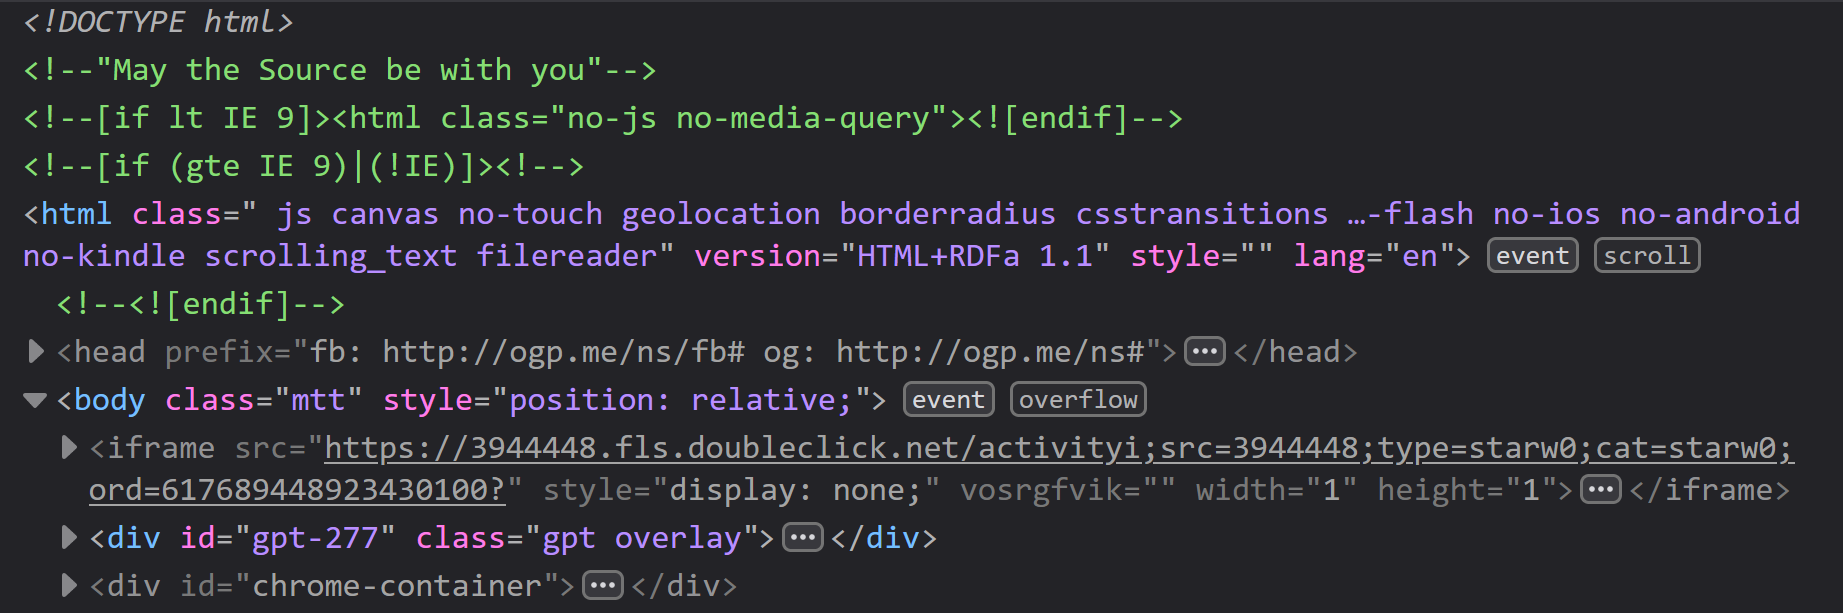 <!DOCTYPE html>
<!--"May the Source be with you"-->
<!--[if lt IE 9]><html class="no-js no-media-query"><![endif]-->
<!--[if (gte IE 9)|(!IE)]><!-->
<html class=" js canvas no-touch geolocation borderradius csstransitions …-flash no-ios no-android
no-kindle scrolling_text filereader" version="HTML+RDFa 1.1" style="" lang="en"> event scroll
<!--<![endif]-->
<head prefix="fb: http://ogp.me/ns/fb# og: http://ogp.me/ns#">…</head>
<body class="mtt" style="position: relative;"> event overflow
<iframe src="https://3944448.fls.doubleclick.net/activityi;src=3944448;type=starw0;cat=starw0;
ord=617689448923430100?" style="display: none;" vosrgfvik="" width="1" height="1">…</iframe>
<div id="gpt-277" class="gpt overlay">…</div>
<div id="chrome-container">…</div>